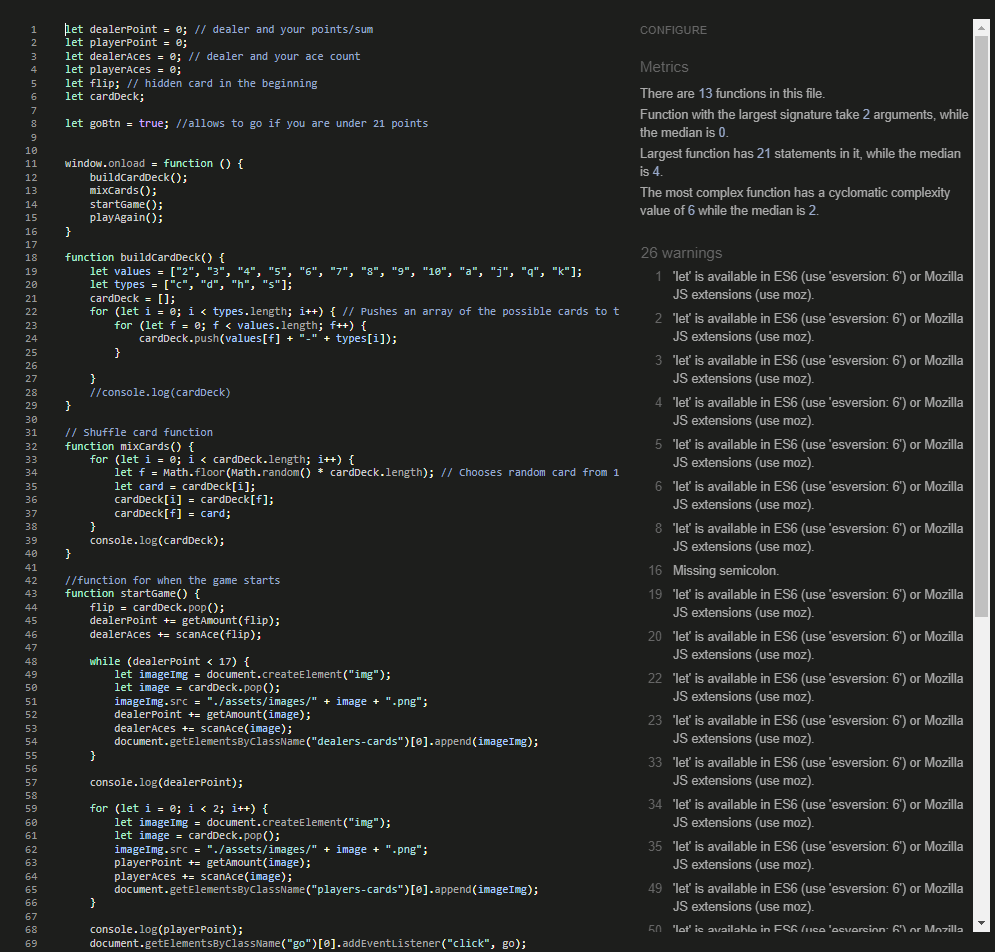 1 let dealerPoint = 0; // dealer and your points/sum
2 let playerPoint = 0;
3 let dealerAces = 0; // dealer and your ace count
4 let playerAces = 0;
5 let flip; // hidden card in the beginning
6 let cardDeck;
7
8 let goBtn = true; //allows to go if you are under 21 points
9
10
11 window.onload = function () {
12     buildCardDeck();
13     mixCards();
14     startGame();
15     playAgain();
16 }
17
18 function buildCardDeck() {
19     let values = ["2", "3", "4", "5", "6", "7", "8", "9", "10", "a", "j", "q", "k"];
20     let types = ["c", "d", "h", "s"];
21     cardDeck = [];
22     for (let i = 0; i < types.length; i++) { // Pushes an array of the possible cards to t
23         for (let f = 0; f < values.length; f++) {
24             cardDeck.push(values[f] + "-" + types[i]);
25         }
26
27     }
28     //console.log(cardDeck)
29 }
30
31 // Shuffle card function
32 function mixCards() {
33     for (let i = 0; i < cardDeck.length; i++) {
34         let f = Math.floor(Math.random() * cardDeck.length); // Chooses random card from 1
35         let card = cardDeck[i];
36         cardDeck[i] = cardDeck[f];
37         cardDeck[f] = card;
38     }
39     console.log(cardDeck);
40 }
41
42 //function for when the game starts
43 function startGame() {
44     flip = cardDeck.pop();
45     dealerPoint += getAmount(flip);
46     dealerAces += scanAce(flip);
47
48     while (dealerPoint < 17) {
49         let imageImg = document.createElement("img");
50         let image = cardDeck.pop();
51         imageImg.src = "./assets/images/" + image + ".png";
52         dealerPoint += getAmount(image);
53         dealerAces += scanAce(image);
54         document.getElementsByClassName("dealers-cards")[0].append(imageImg);
55     }
56
57     console.log(dealerPoint);
58
59     for (let i = 0; i < 2; i++) {
60         let imageImg = document.createElement("img");
61         let image = cardDeck.pop();
62         imageImg.src = "./assets/images/" + image + ".png";
63         playerPoint += getAmount(image);
64         playerAces += scanAce(image);
65         document.getElementsByClassName("players-cards")[0].append(imageImg);
66     }
67
68     console.log(playerPoint);
69     document.getElementsByClassName("go")[0].addEventListener("click", go);
CONFIGURE
Metrics
There are 13 functions in this file.
Function with the largest signature take 2 arguments, while
the median is 0.
Largest function has 21 statements in it, while the median
is 4.
The most complex function has a cyclomatic complexity
value of 6 while the median is 2.
26 warnings
1 'let' is available in ES6 (use 'esversion: 6') or Mozilla
JS extensions (use moz).
2 'let' is available in ES6 (use 'esversion: 6') or Mozilla
JS extensions (use moz).
3 'let' is available in ES6 (use 'esversion: 6') or Mozilla
JS extensions (use moz).
4 'let' is available in ES6 (use 'esversion: 6') or Mozilla
JS extensions (use moz).
5 'let' is available in ES6 (use 'esversion: 6') or Mozilla
JS extensions (use moz).
6 'let' is available in ES6 (use 'esversion: 6') or Mozilla
JS extensions (use moz).
8 'let' is available in ES6 (use 'esversion: 6') or Mozilla
JS extensions (use moz).
16 Missing semicolon.
19 'let' is available in ES6 (use 'esversion: 6') or Mozilla
JS extensions (use moz).
20 'let' is available in ES6 (use 'esversion: 6') or Mozilla
JS extensions (use moz).
22 'let' is available in ES6 (use 'esversion: 6') or Mozilla
JS extensions (use moz).
23 'let' is available in ES6 (use 'esversion: 6') or Mozilla
JS extensions (use moz).
33 'let' is available in ES6 (use 'esversion: 6') or Mozilla
JS extensions (use moz).
34 'let' is available in ES6 (use 'esversion: 6') or Mozilla
JS extensions (use moz).
35 'let' is available in ES6 (use 'esversion: 6') or Mozilla
JS extensions (use moz).
49 'let' is available in ES6 (use 'esversion: 6') or Mozilla
JS extensions (use moz).
50 'let' is available in ES6 (use 'esversion: 6') or Mozilla